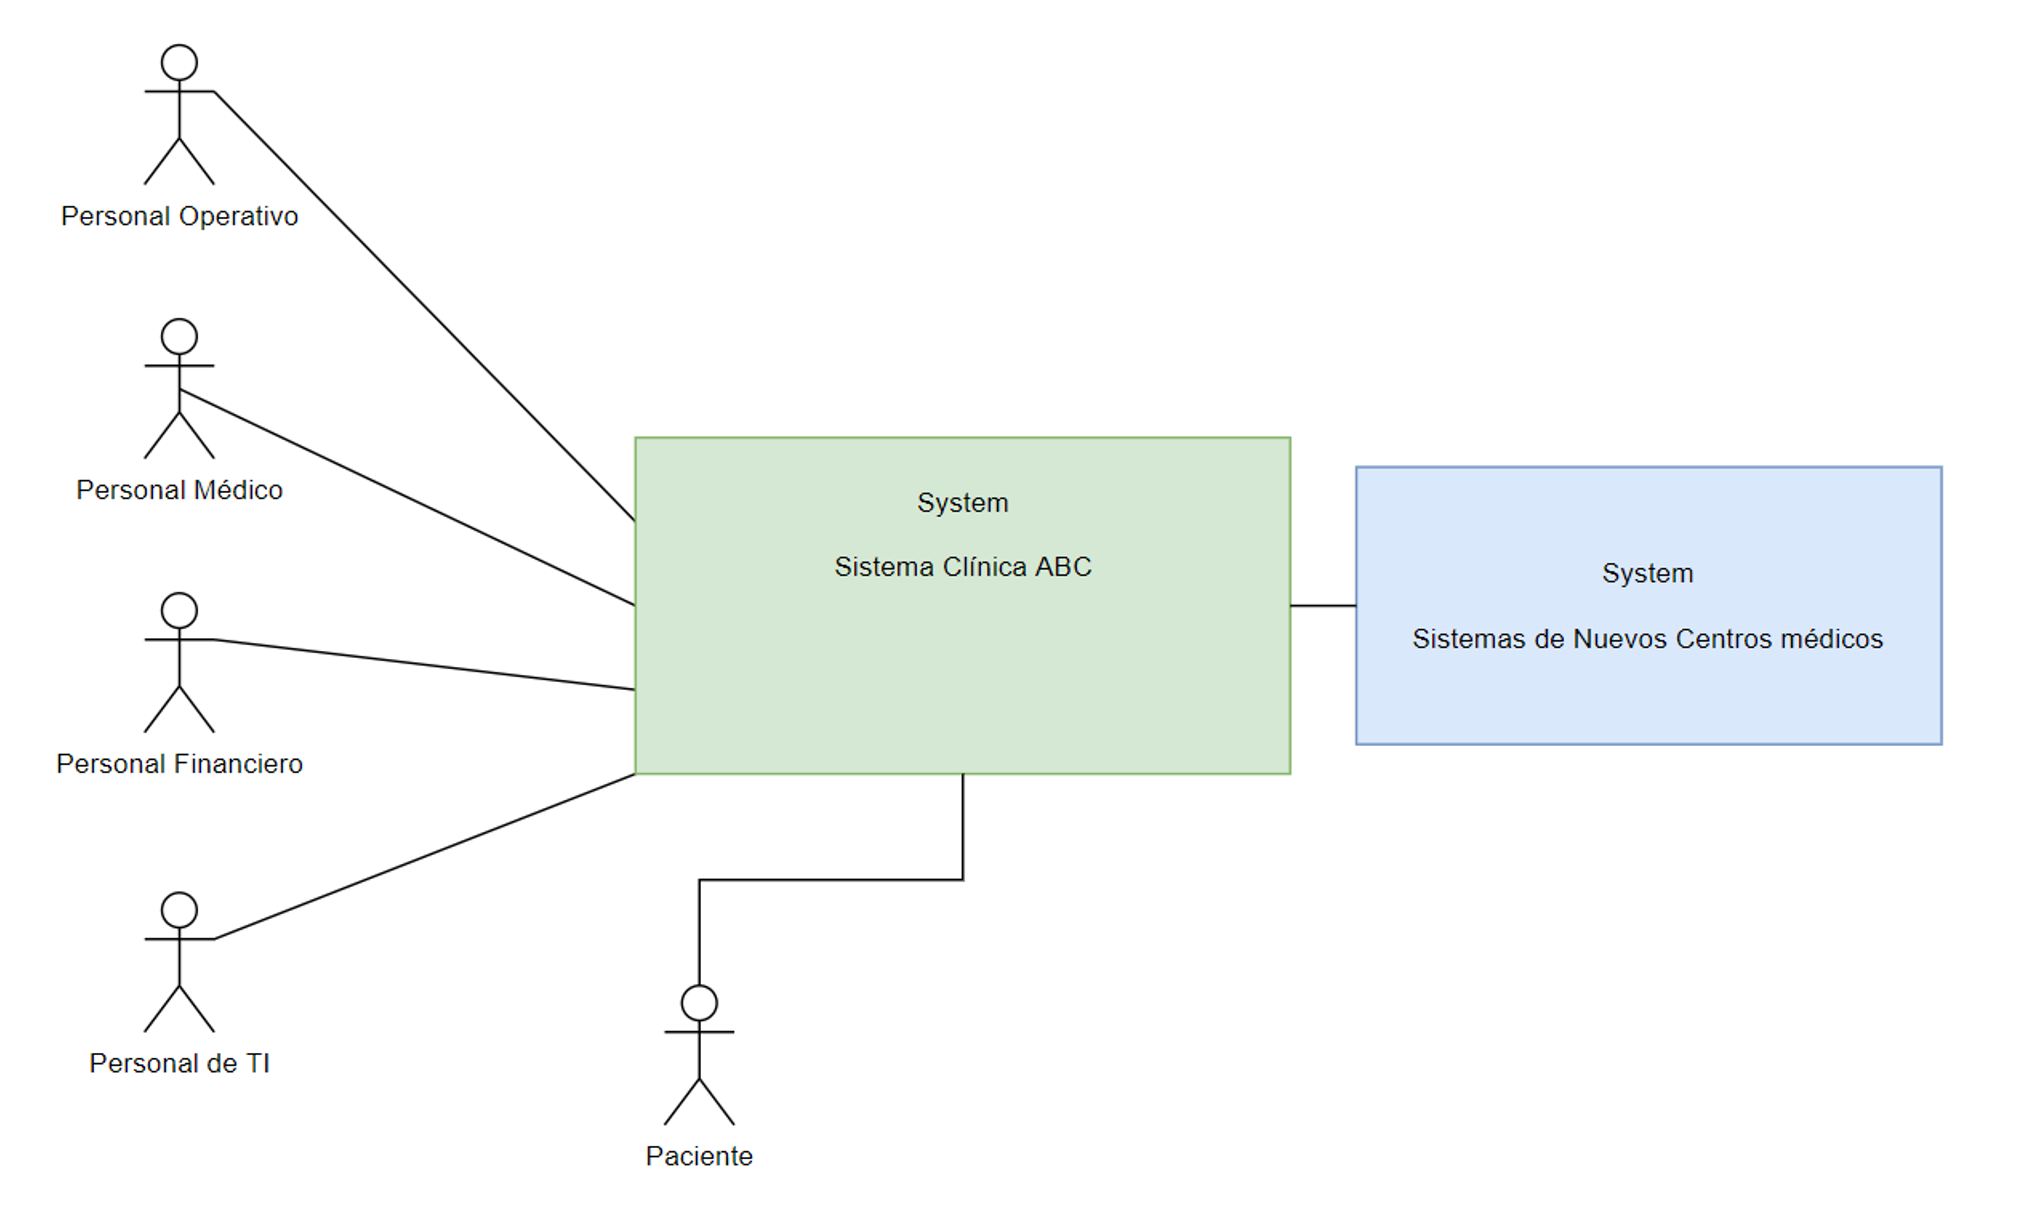 Personal Operativo
Personal Médico
System
Sistema Clínica ABC
System
Sistemas de Nuevos Centros médicos
Personal Financiero
Personal de TI
Paciente